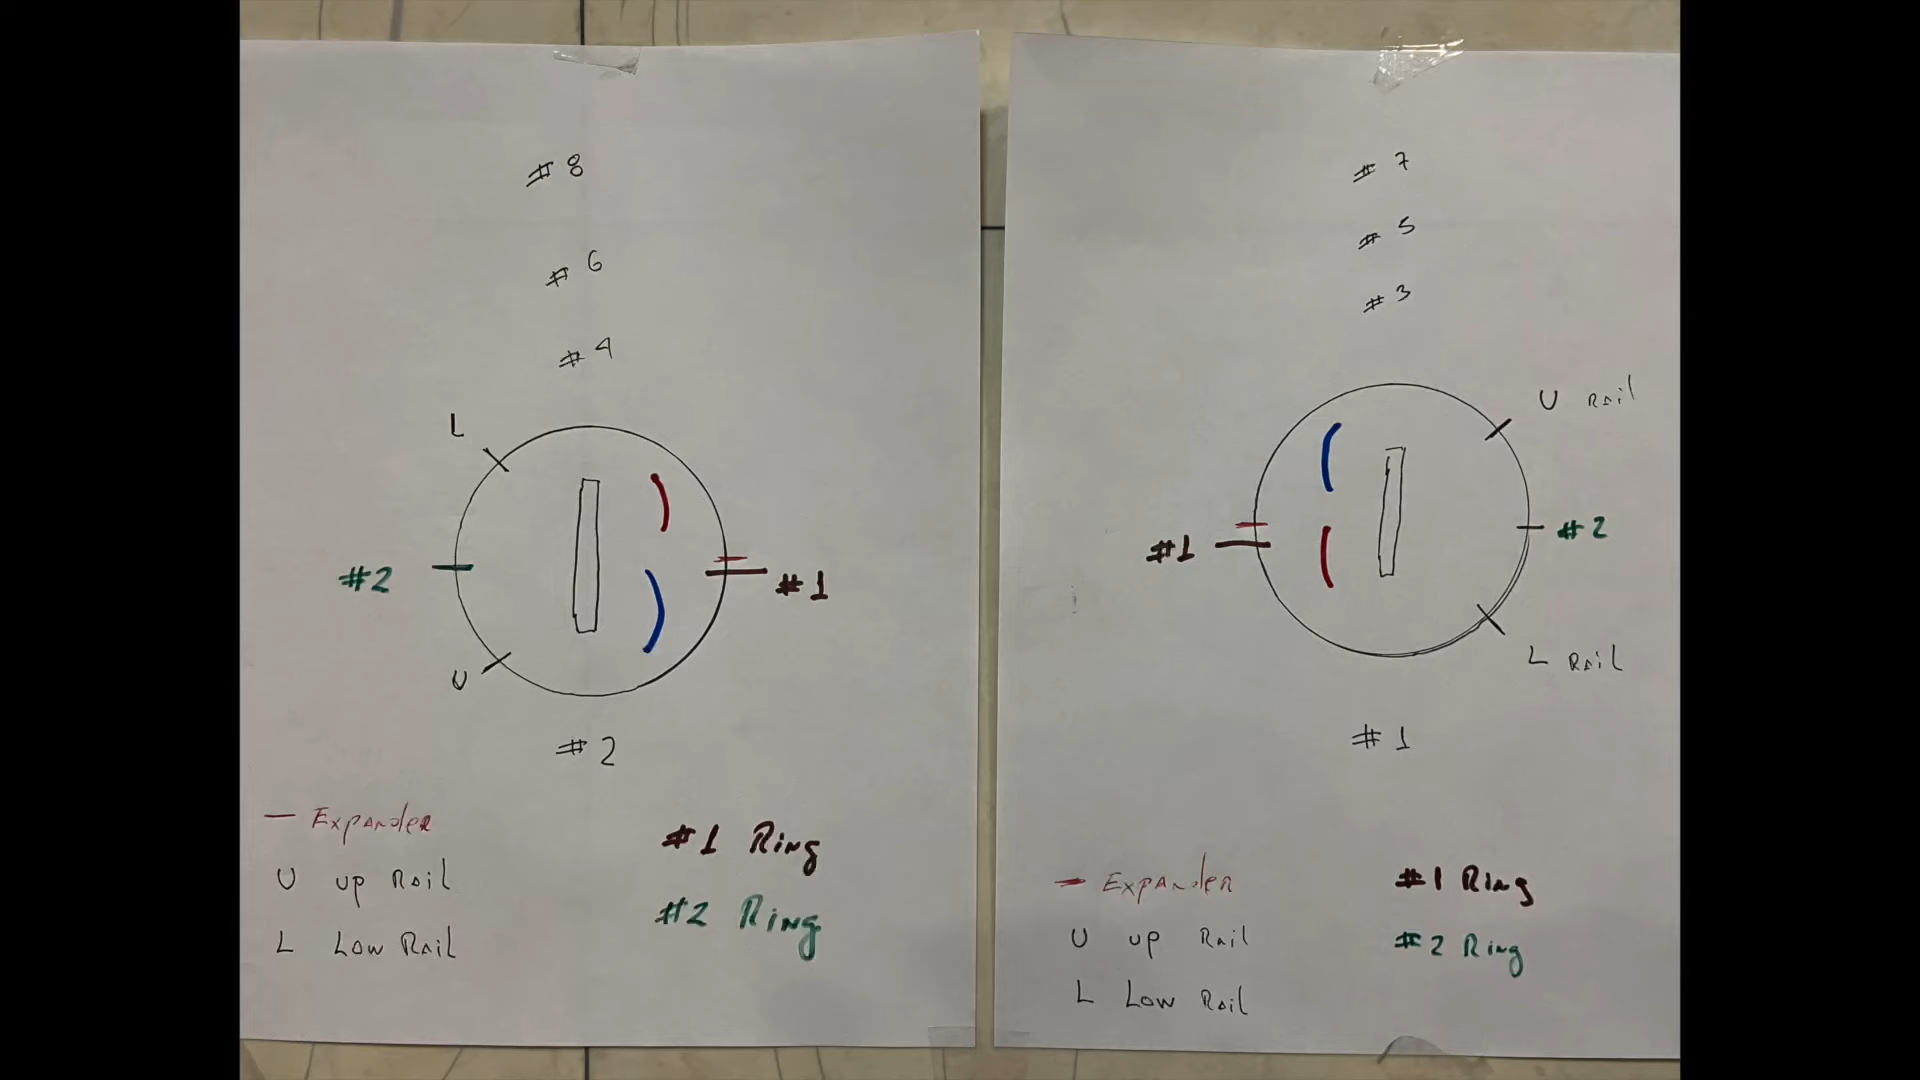 # 8
# 6
# 4
L
#2
#1
U
# 2
— Expander
U up Rail
L Low Rail
#1 Ring
#2 Ring
# 7
# 5
# 3
U Rail
#1
#2
L Rail
# 1
— Expander
U up Rail
L Low Rail
#1 Ring
#2 Ring